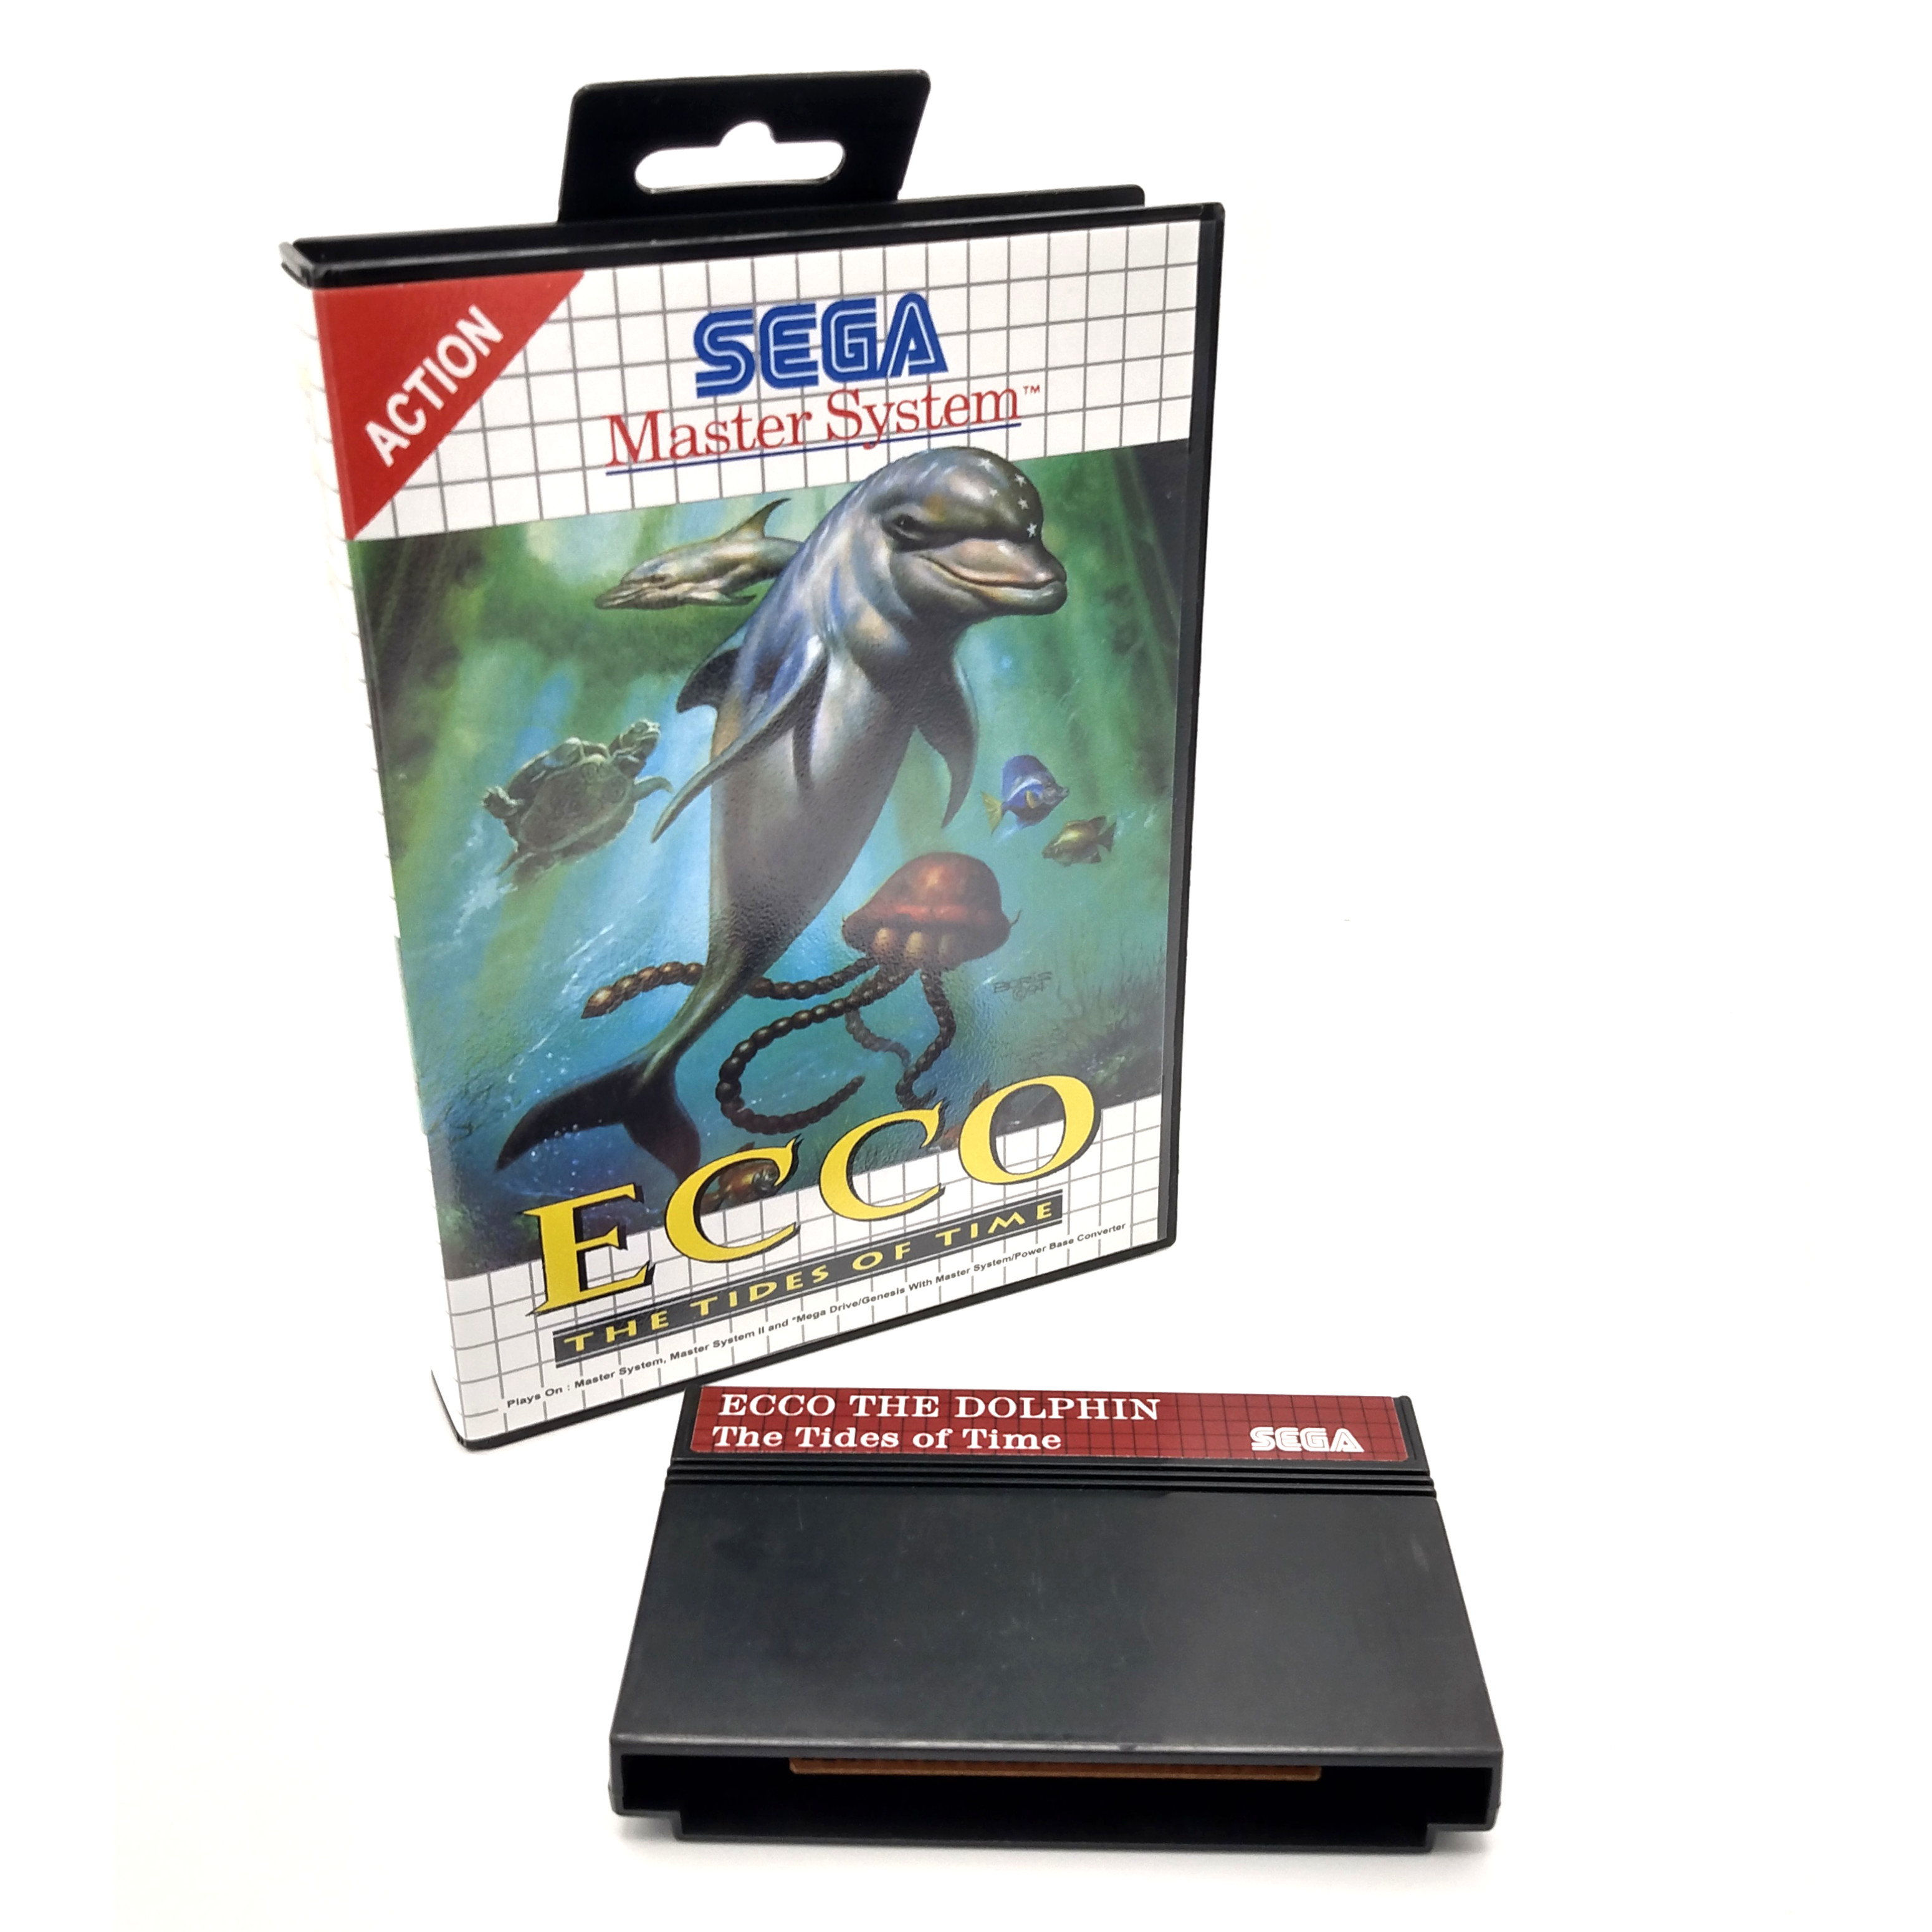 ACTION
SEGA
Master System™
ECCO
THE TIDES OF TIME
Plays On : Master System, Master System II and *Mega Drive/Genesis With Master System/Power Base Converter
ECCO THE DOLPHIN
The Tides of Time
SEGA